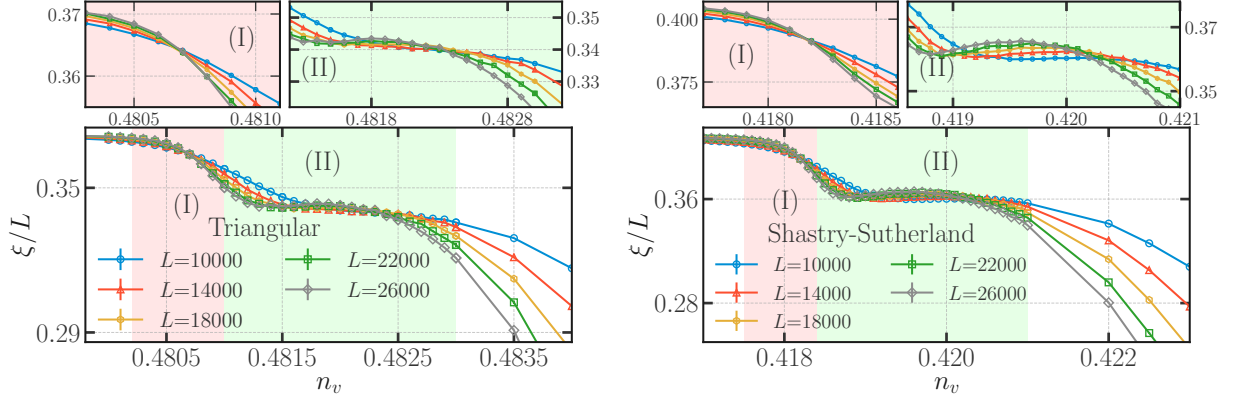 0.37
0.36
(I)
0.4805
0.4810
(II)
0.35
0.34
0.33
0.4818
0.4828
ξ/L
0.35
0.29
(I)
(II)
Triangular
L=10000
L=14000
L=18000
L=22000
L=26000
0.4805
0.4815
0.4825
0.4835
n_v
0.400
0.375
(I)
0.4180
0.4185
(II)
0.37
0.35
0.419
0.420
0.421
ξ/L
0.36
0.28
(I)
(II)
Shastry-Sutherland
L=10000
L=14000
L=18000
L=22000
L=26000
0.418
0.420
0.422
n_v